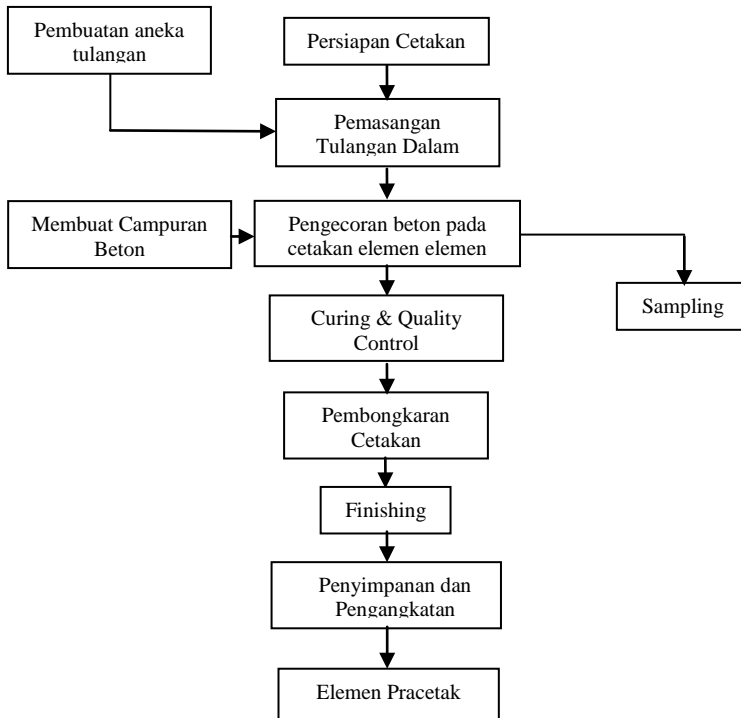 Pembuatan aneka
tulangan
Persiapan Cetakan
Pemasangan
Tulangan Dalam
Membuat Campuran
Beton
Pengecoran beton pada
cetakan elemen elemen
Sampling
Curing & Quality
Control
Pembongkaran
Cetakan
Finishing
Penyimpanan dan
Pengangkatan
Elemen Pracetak